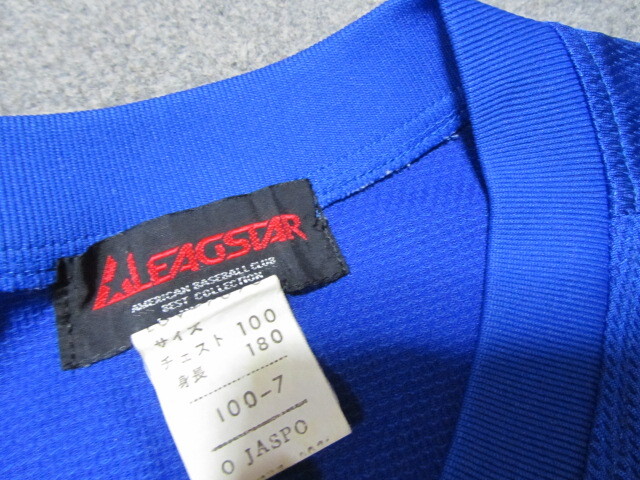 LEAGSTAR
AMERICAN BASEBALL CLUB
BEST COLLECTION
サイズ 100
チェスト 180
身長
100-7
O JASPO